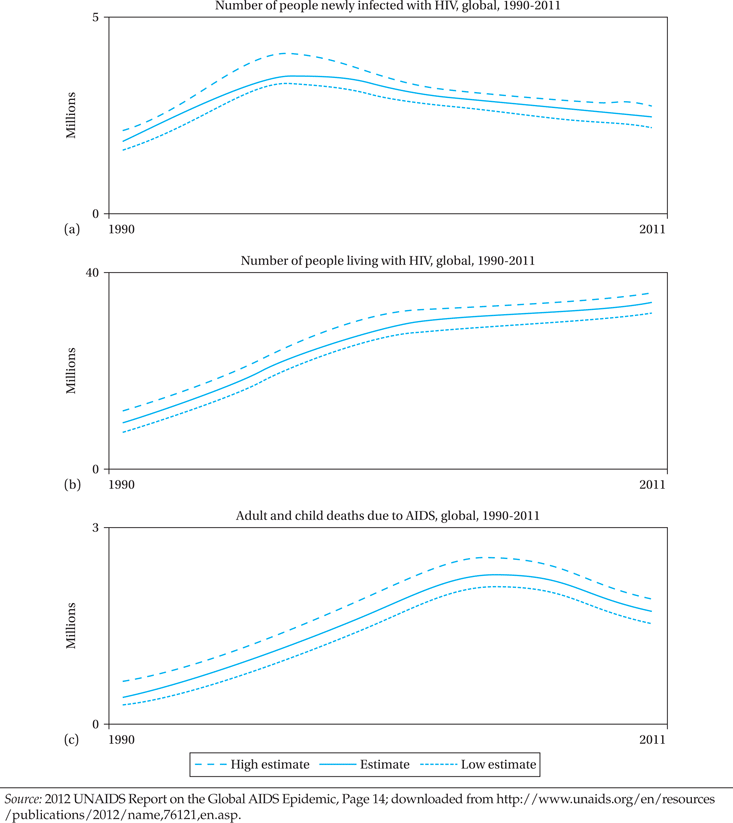 Number of people newly infected with HIV, global, 1990-2011
5
Millions
0
(a)
1990
2011
Number of people living with HIV, global, 1990-2011
40
Millions
0
(b)
1990
2011
Adult and child deaths due to AIDS, global, 1990-2011
3
Millions
0
(c)
1990
2011
High estimate Estimate Low estimate
Source: 2012 UNAIDS Report on the Global AIDS Epidemic, Page 14; downloaded from http://www.unaids.org/en/resources
/publications/2012/name,76121,en.asp.